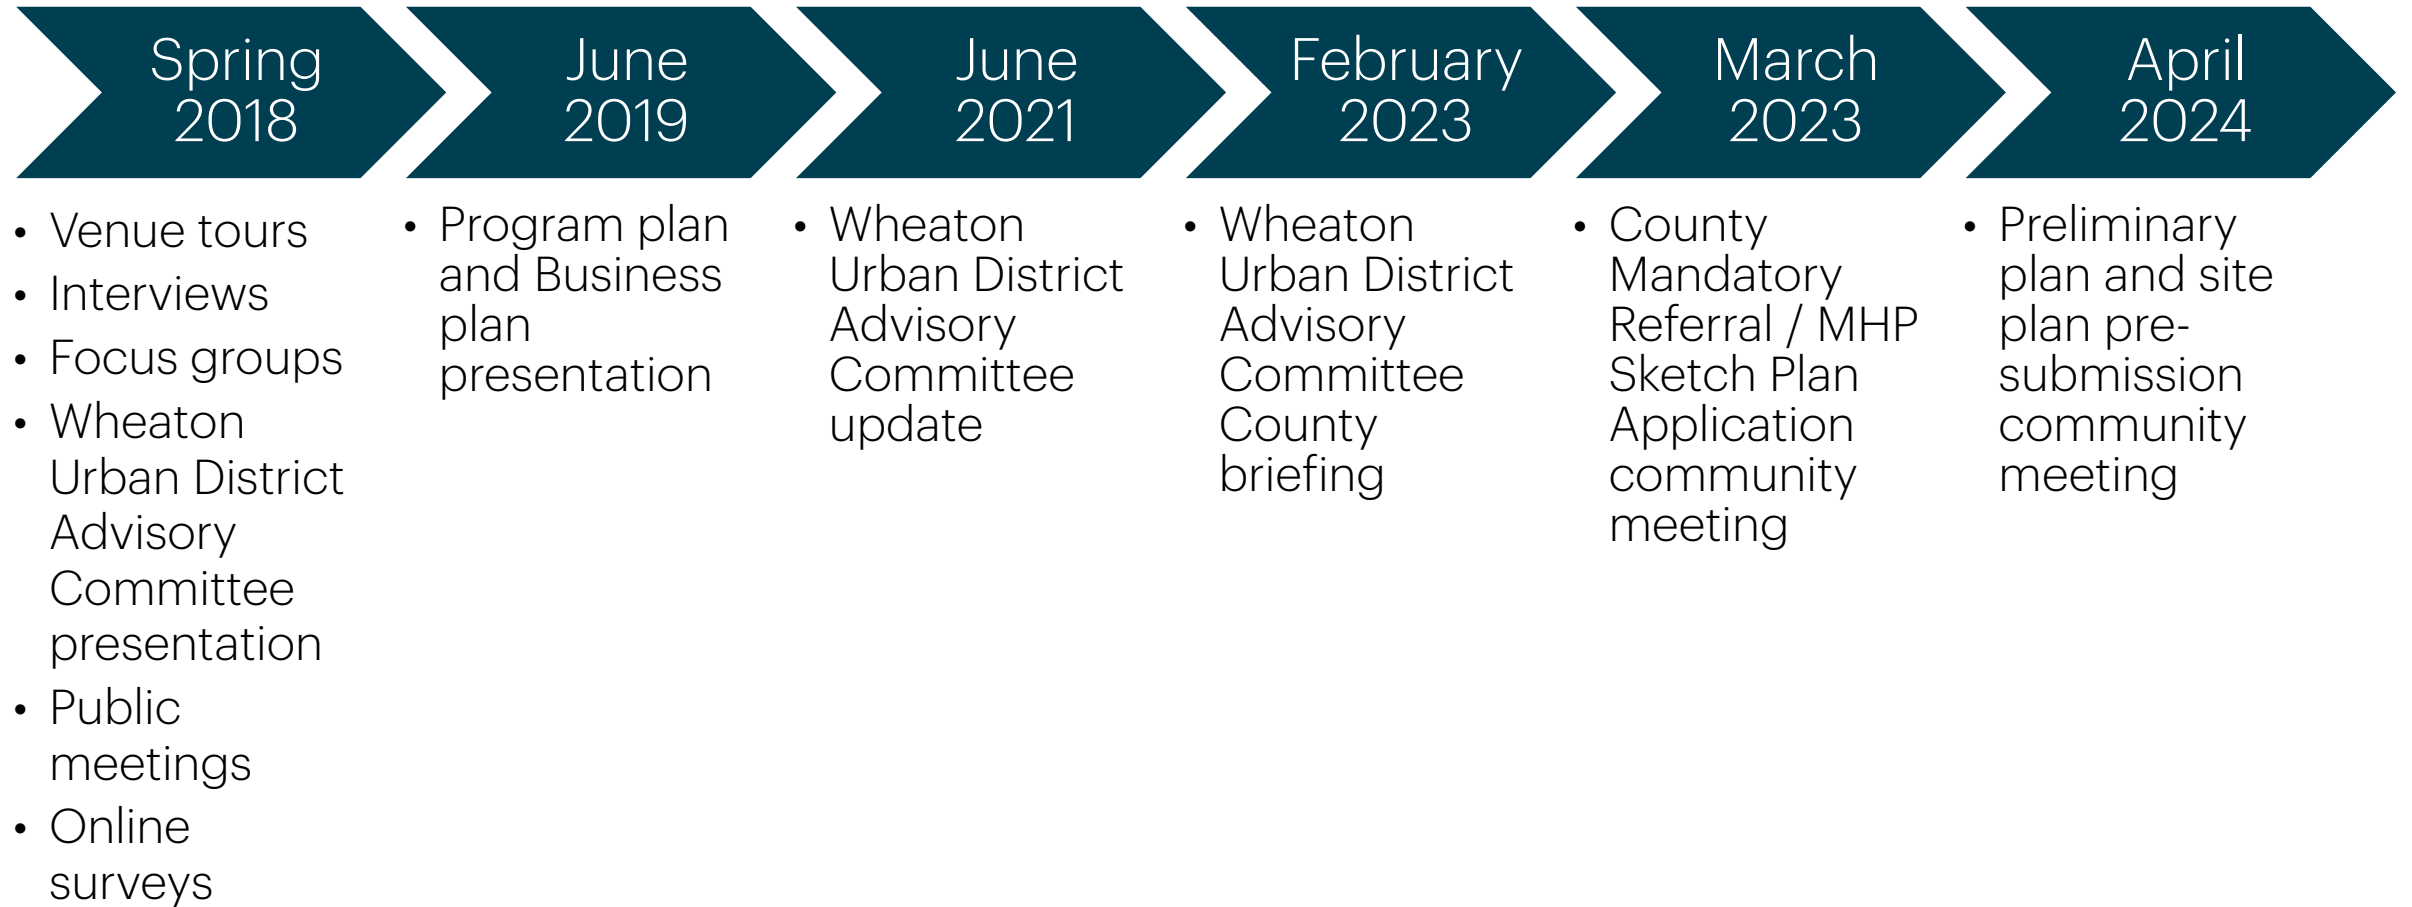 Spring
2018
• Venue tours
• Interviews
• Focus groups
• Wheaton
Urban District
Advisory
Committee
presentation
• Public
meetings
• Online
surveys
June
2019
• Program plan
and Business
plan
presentation
June
2021
• Wheaton
Urban District
Advisory
Committee
update
February
2023
• Wheaton
Urban District
Advisory
Committee
County
briefing
March
2023
• County
Mandatory
Referral / MHP
Sketch Plan
Application
community
meeting
April
2024
• Preliminary
plan and site
plan pre-
submission
community
meeting